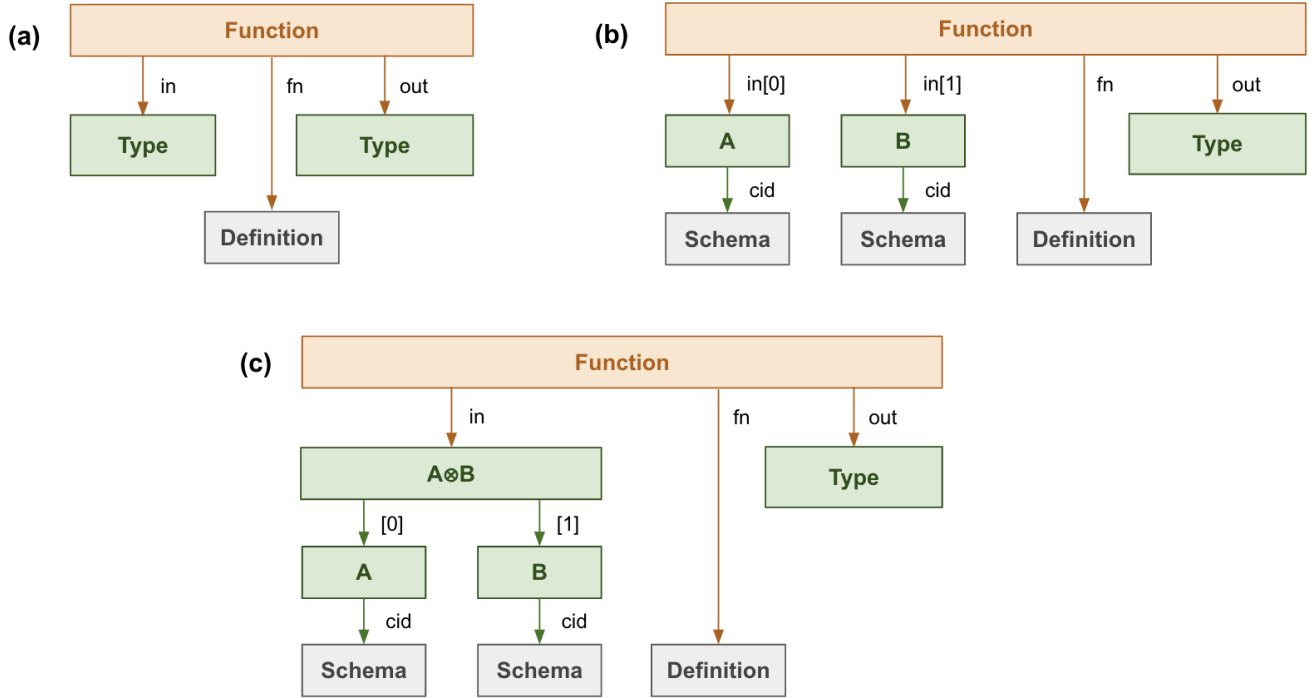 (a)
Function
in
fn
out
Type
Type
Definition
(b)
Function
in[0]
in[1]
fn
out
A
B
Type
cid
cid
Schema
Schema
Definition
(c)
Function
in
fn
out
A⊗B
Type
[0]
[1]
A
B
cid
cid
Schema
Schema
Definition